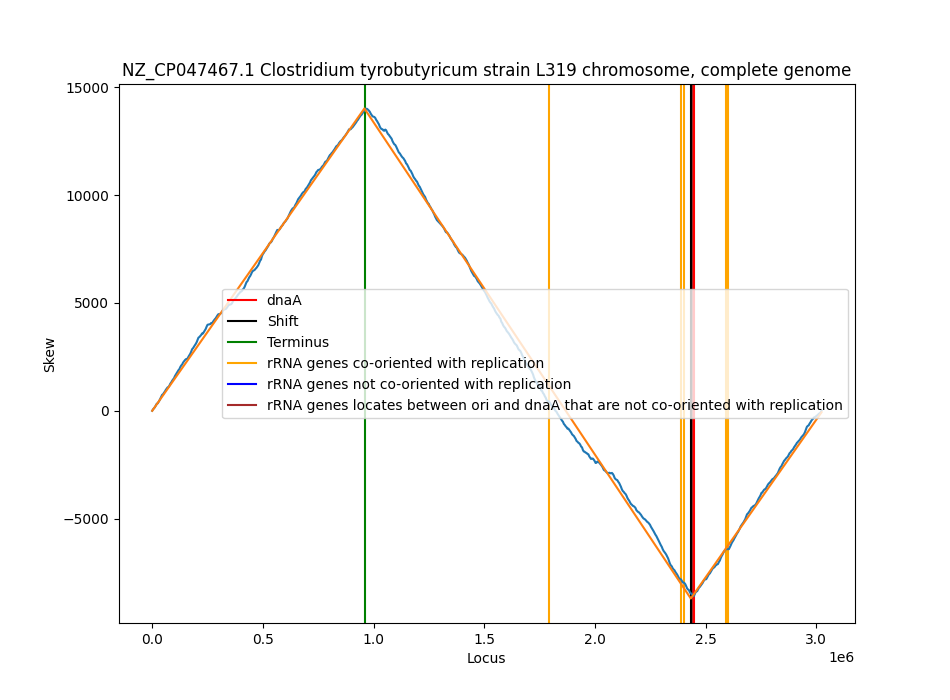 NZ_CP047467.1 Clostridium tyrobutyricum strain L319 chromosome, complete genome
15000
10000
5000
0
−5000
Skew
dnaA
Shift
Terminus
rRNA genes co-oriented with replication
rRNA genes not co-oriented with replication
rRNA genes locates between ori and dnaA that are not co-oriented with replication
0.0 0.5 1.0 1.5 2.0 2.5 3.0
1e6
Locus